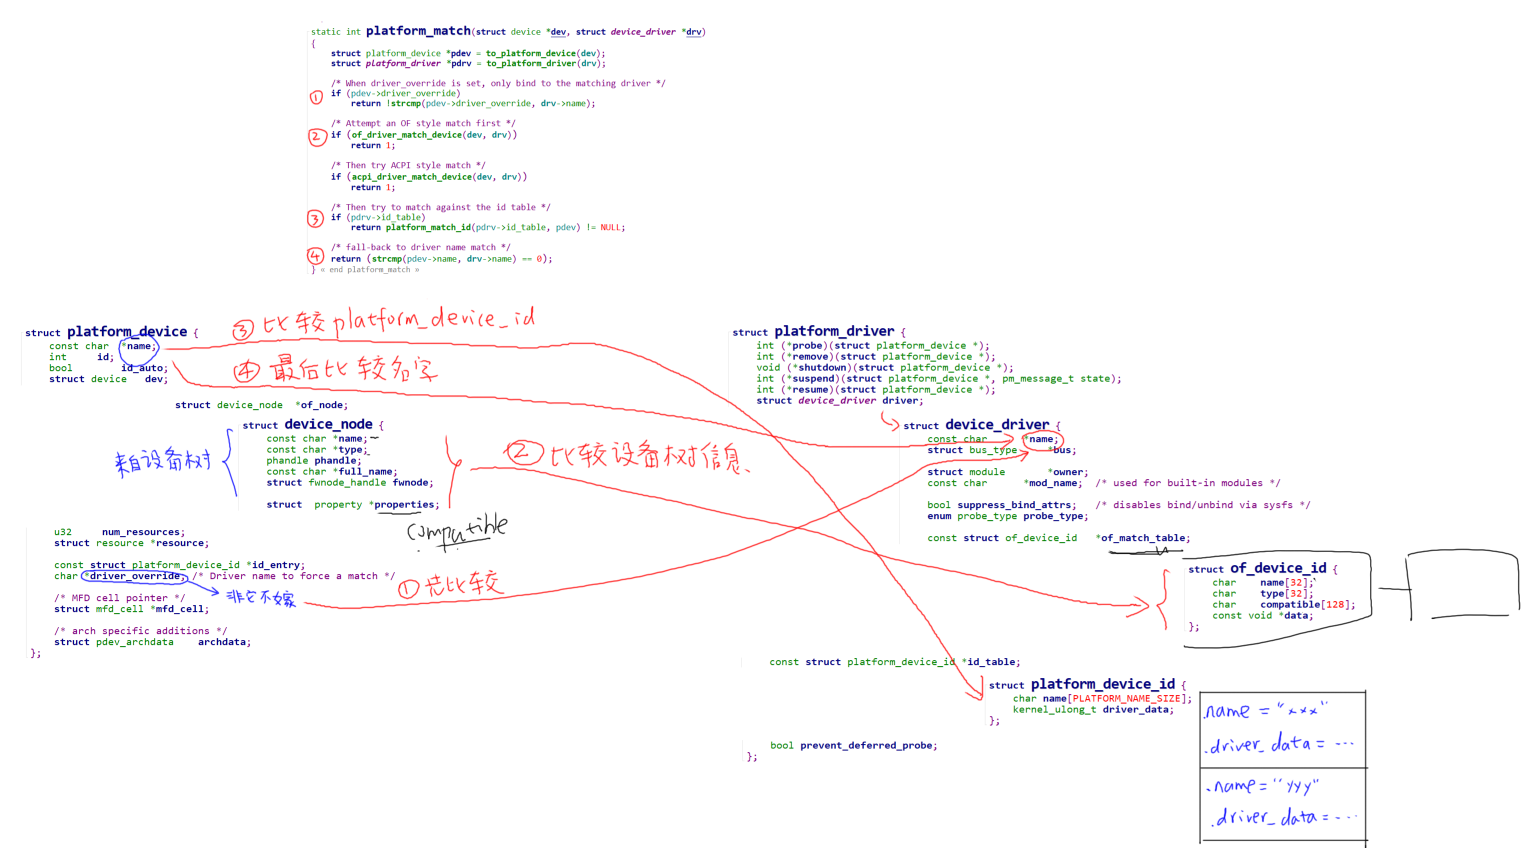 static int platform_match(struct device *dev, struct device_driver *drv)
{
struct platform_device *pdev = to_platform_device(dev);
struct platform_driver *pdrv = to_platform_driver(drv);
/* When driver_override is set, only bind to the matching driver */
① if (pdev->driver_override)
return !strcmp(pdev->driver_override, drv->name);
/* Attempt an OF style match first */
② if (of_driver_match_device(dev, drv))
return 1;
/* Then try ACPI style match */
if (acpi_driver_match_device(dev, drv))
return 1;
/* Then try to match against the id table */
③ if (pdrv->id_table)
return platform_match_id(pdrv->id_table, pdev) != NULL;
/* fall-back to driver name match */
④ return (strcmp(pdev->name, drv->name) == 0);
} « end platform_match »
struct platform_device {
const char *name;
int id;
bool id_auto;
struct device dev;
③ 比较 platform_device_id
④ 最后比较名字
struct device_node *of_node;
struct device_node {
const char *name;
const char *type;
phandle phandle;
const char *full_name;
struct fwnode_handle fwnode;
struct property *properties;
来自设备树
compatible
② 比较设备树信息
u32 num_resources;
struct resource *resource;
const struct platform_device_id *id_entry;
char *driver_override; /* Driver name to force a match */
非它不嫁
① 先比较
/* MFD cell pointer */
struct mfd_cell *mfd_cell;
/* arch specific additions */
struct pdev_archdata archdata;
};
struct platform_driver {
int (*probe)(struct platform_device *);
int (*remove)(struct platform_device *);
void (*shutdown)(struct platform_device *);
int (*suspend)(struct platform_device *, pm_message_t state);
int (*resume)(struct platform_device *);
struct device_driver driver;
struct device_driver {
const char *name;
struct bus_type *bus;
struct module *owner;
const char *mod_name; /* used for built-in modules */
bool suppress_bind_attrs; /* disables bind/unbind via sysfs */
enum probe_type probe_type;
const struct of_device_id *of_match_table;
struct of_device_id {
char name[32];
char type[32];
char compatible[128];
const void *data;
};
const struct platform_device_id *id_table;
struct platform_device_id {
char name[PLATFORM_NAME_SIZE];
kernel_ulong_t driver_data;
};
.name = "xxx"
.driver_data = ...
.name = "yyy"
.driver_data = ...
bool prevent_deferred_probe;
};